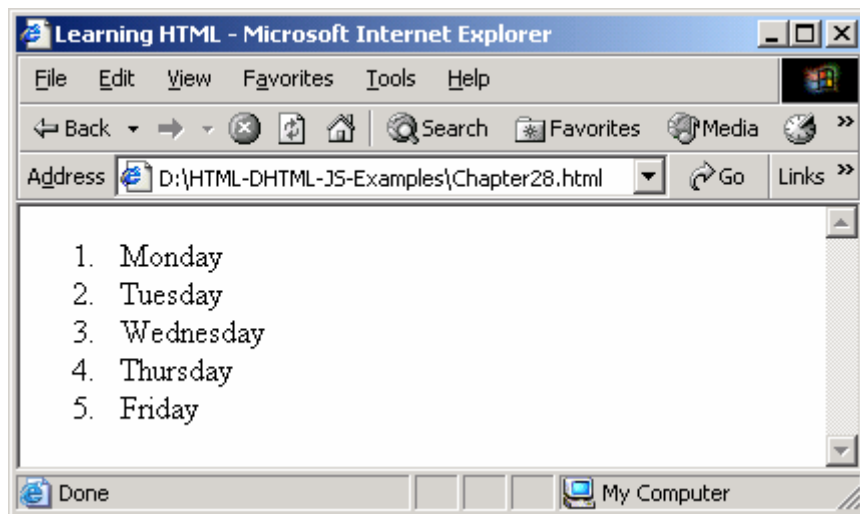 Learning HTML - Microsoft Internet Explorer
File Edit View Favorites Tools Help
Back Search Favorites Media »
Address D:\HTML-DHTML-JS-Examples\Chapter28.html Go Links »
1. Monday
2. Tuesday
3. Wednesday
4. Thursday
5. Friday
Done My Computer